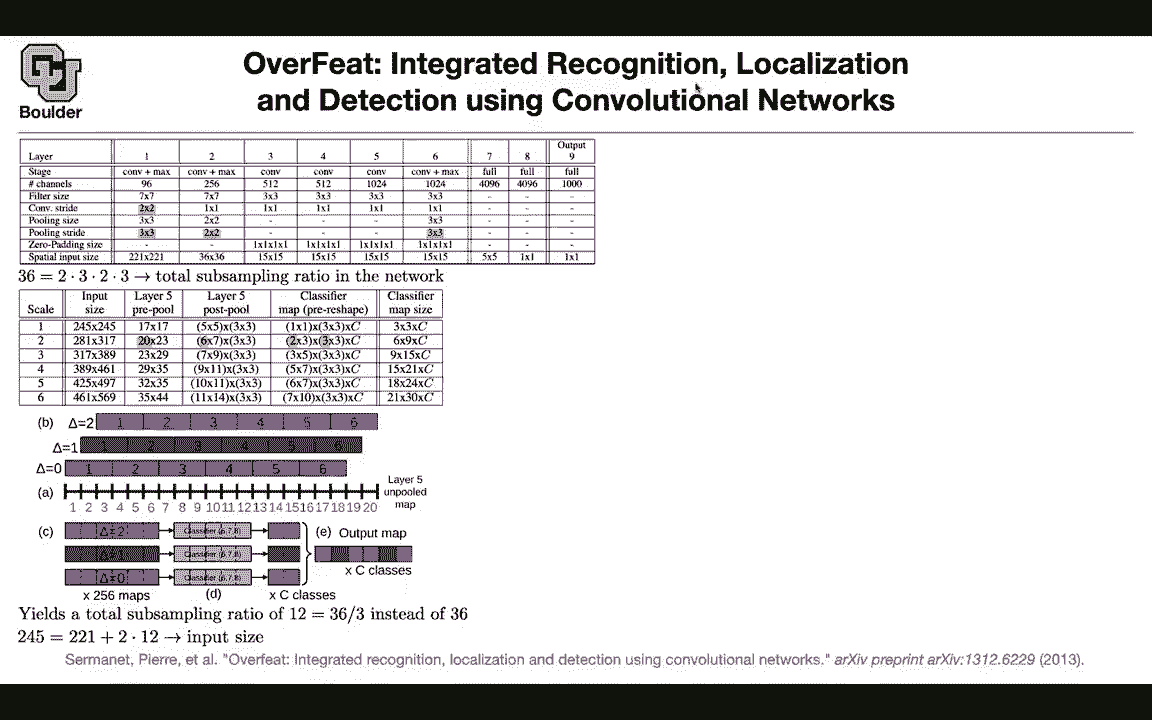 OverFeat: Integrated Recognition, Localization
and Detection using Convolutional Networks
Boulder
Layer 1 2 3 4 5 6 7 8 Output 9
Stage conv + max conv + max conv conv conv conv + max full full full
# channels 96 256 512 512 1024 1024 4096 4096 1000
Filter size 7x7 7x7 3x3 3x3 3x3 3x3 - - -
Conv. stride 2x2 1x1 1x1 1x1 1x1 1x1 - - -
Pooling size 3x3 2x2 - - - 3x3 - - -
Pooling stride 3x3 2x2 - - - 3x3 - - -
Zero-Padding size - - 1x1x1x1 1x1x1x1 1x1x1x1 1x1x1x1 - - -
Spatial input size 221x221 36x36 15x15 15x15 15x15 15x15 5x5 1x1 1x1
36 = 2 · 3 · 2 · 3 → total subsampling ratio in the network
Scale Input size Layer 5 pre-pool Layer 5 post-pool Classifier map (pre-reshape) Classifier map size
1 245x245 17x17 (5x5)x(3x3) (1x1)x(3x3)xC 3x3xC
2 281x317 20x23 (6x7)x(3x3) (2x3)x(3x3)xC 6x9xC
3 317x389 23x29 (7x9)x(3x3) (3x5)x(3x3)xC 9x15xC
4 389x461 29x35 (9x11)x(3x3) (5x7)x(3x3)xC 15x21xC
5 425x497 32x35 (10x11)x(3x3) (6x7)x(3x3)xC 18x24xC
6 461x569 35x44 (11x14)x(3x3) (7x10)x(3x3)xC 21x30xC
(b) Δ=2 1 2 3 4 5 6
Δ=1 1 2 3 4 5 6
Δ=0 1 2 3 4 5 6
(a) Layer 5 unpooled map
1 2 3 4 5 6 7 8 9 10 11 12 13 14 15 16 17 18 19 20
(c) Δ=2 Classifier (6,7,8) (e) Output map
Δ=1 Classifier (6,7,8)
x C classes
Δ=0 Classifier (6,7,8)
x 256 maps (d) x C classes
Yields a total subsampling ratio of 12 = 36/3 instead of 36
245 = 221 + 2 · 12 → input size
Sermanet, Pierre, et al. "Overfeat: Integrated recognition, localization and detection using convolutional networks." arXiv preprint arXiv:1312.6229 (2013).